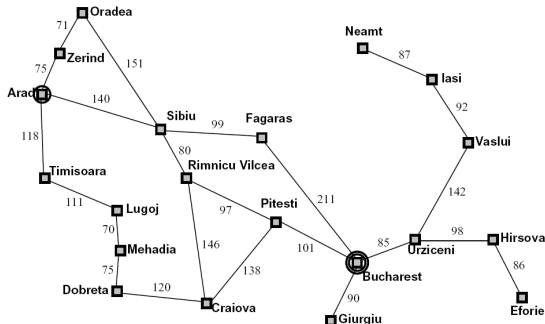 Oradea
71
Neamt
Zerind
87
75
151
Iasi
Arad
140
92
Sibiu
Fagaras
99
118
Vaslui
80
Timisoara
Rimnicu Vilcea
111
211
142
Lugoj
97
Pitesti
70
98
Hirsova
146
85
Mehadia
101
Urziceni
138
86
75
Bucharest
120
Dobreta
90
Craiova
Eforie
Giurgiu